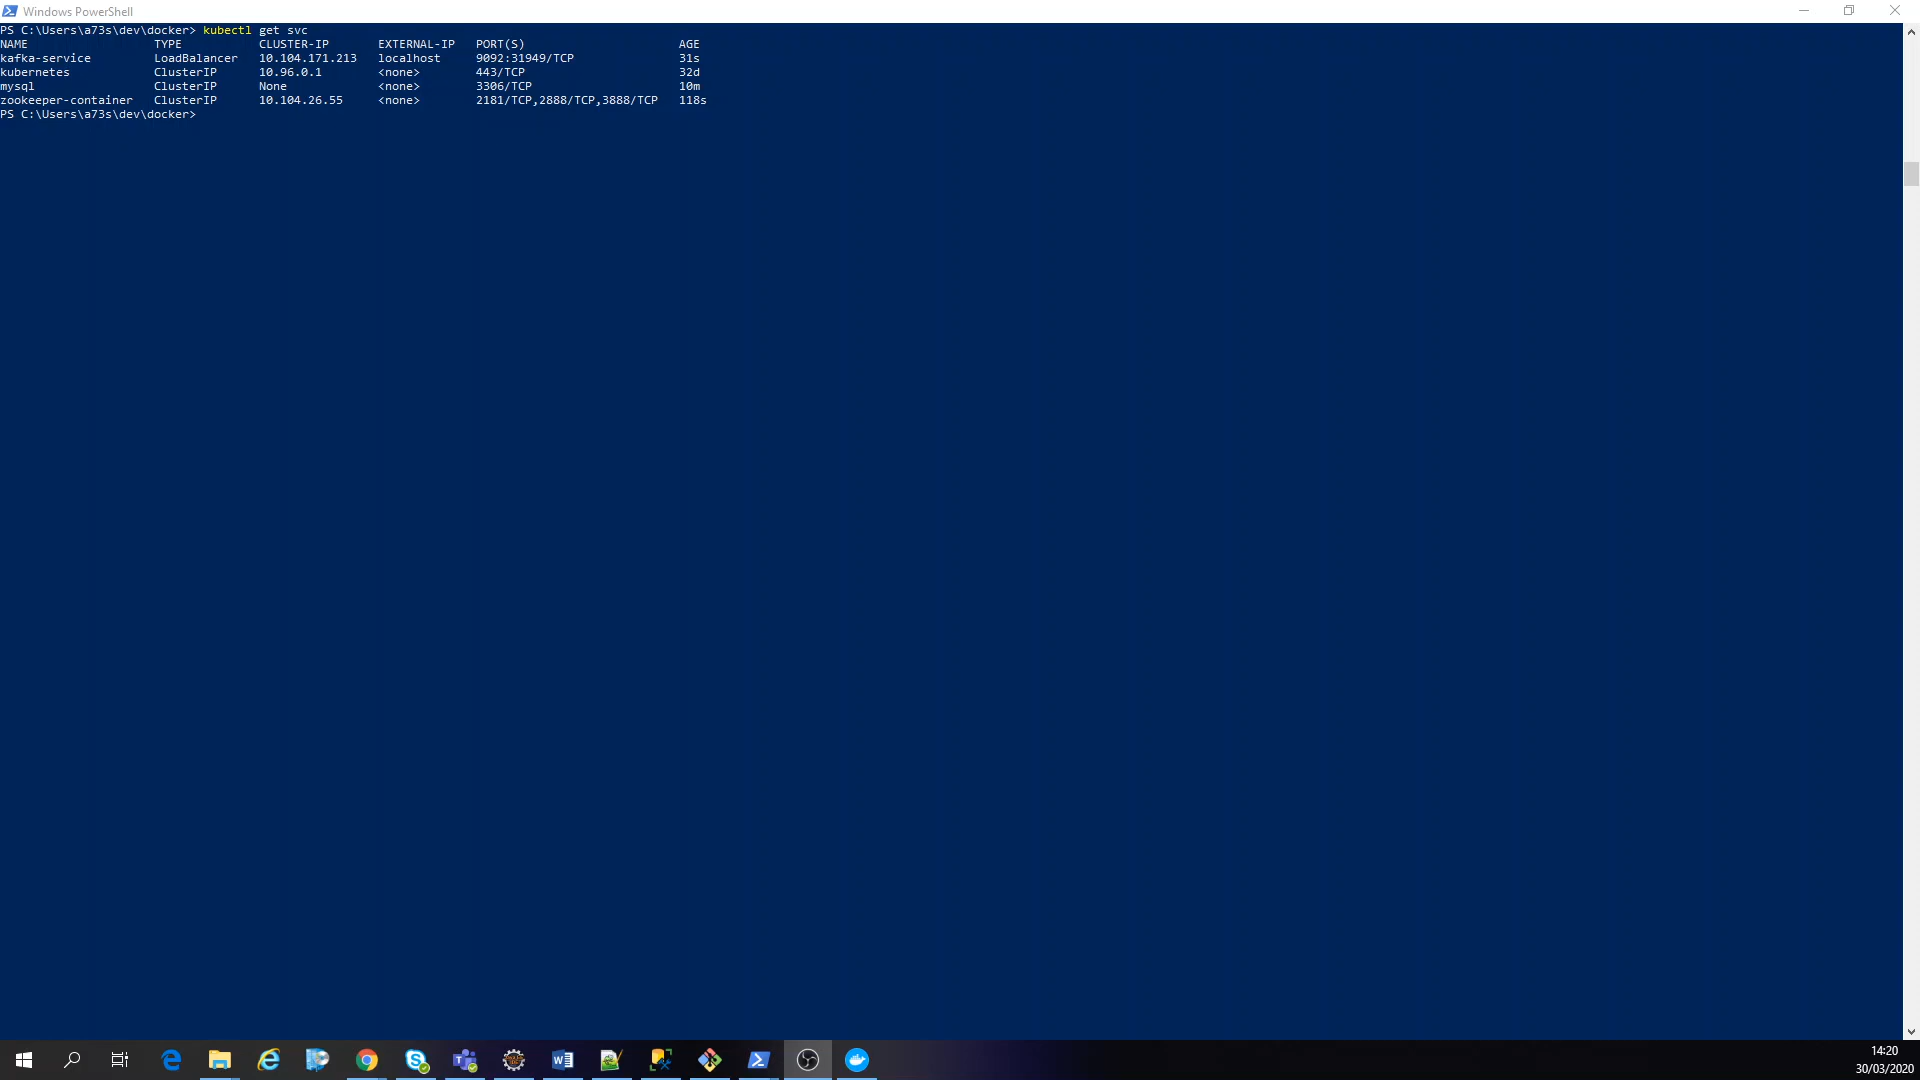 Windows PowerShell
PS C:\Users\a73s\dev\docker> kubectl get svc
NAME TYPE CLUSTER-IP EXTERNAL-IP PORT(S) AGE
kafka-service LoadBalancer 10.104.171.213 localhost 9092:31949/TCP 31s
kubernetes ClusterIP 10.96.0.1 <none> 443/TCP 32d
mysql ClusterIP None <none> 3306/TCP 10m
zookeeper-container ClusterIP 10.104.26.55 <none> 2181/TCP,2888/TCP,3888/TCP 118s
PS C:\Users\a73s\dev\docker>
14:20
30/03/2020